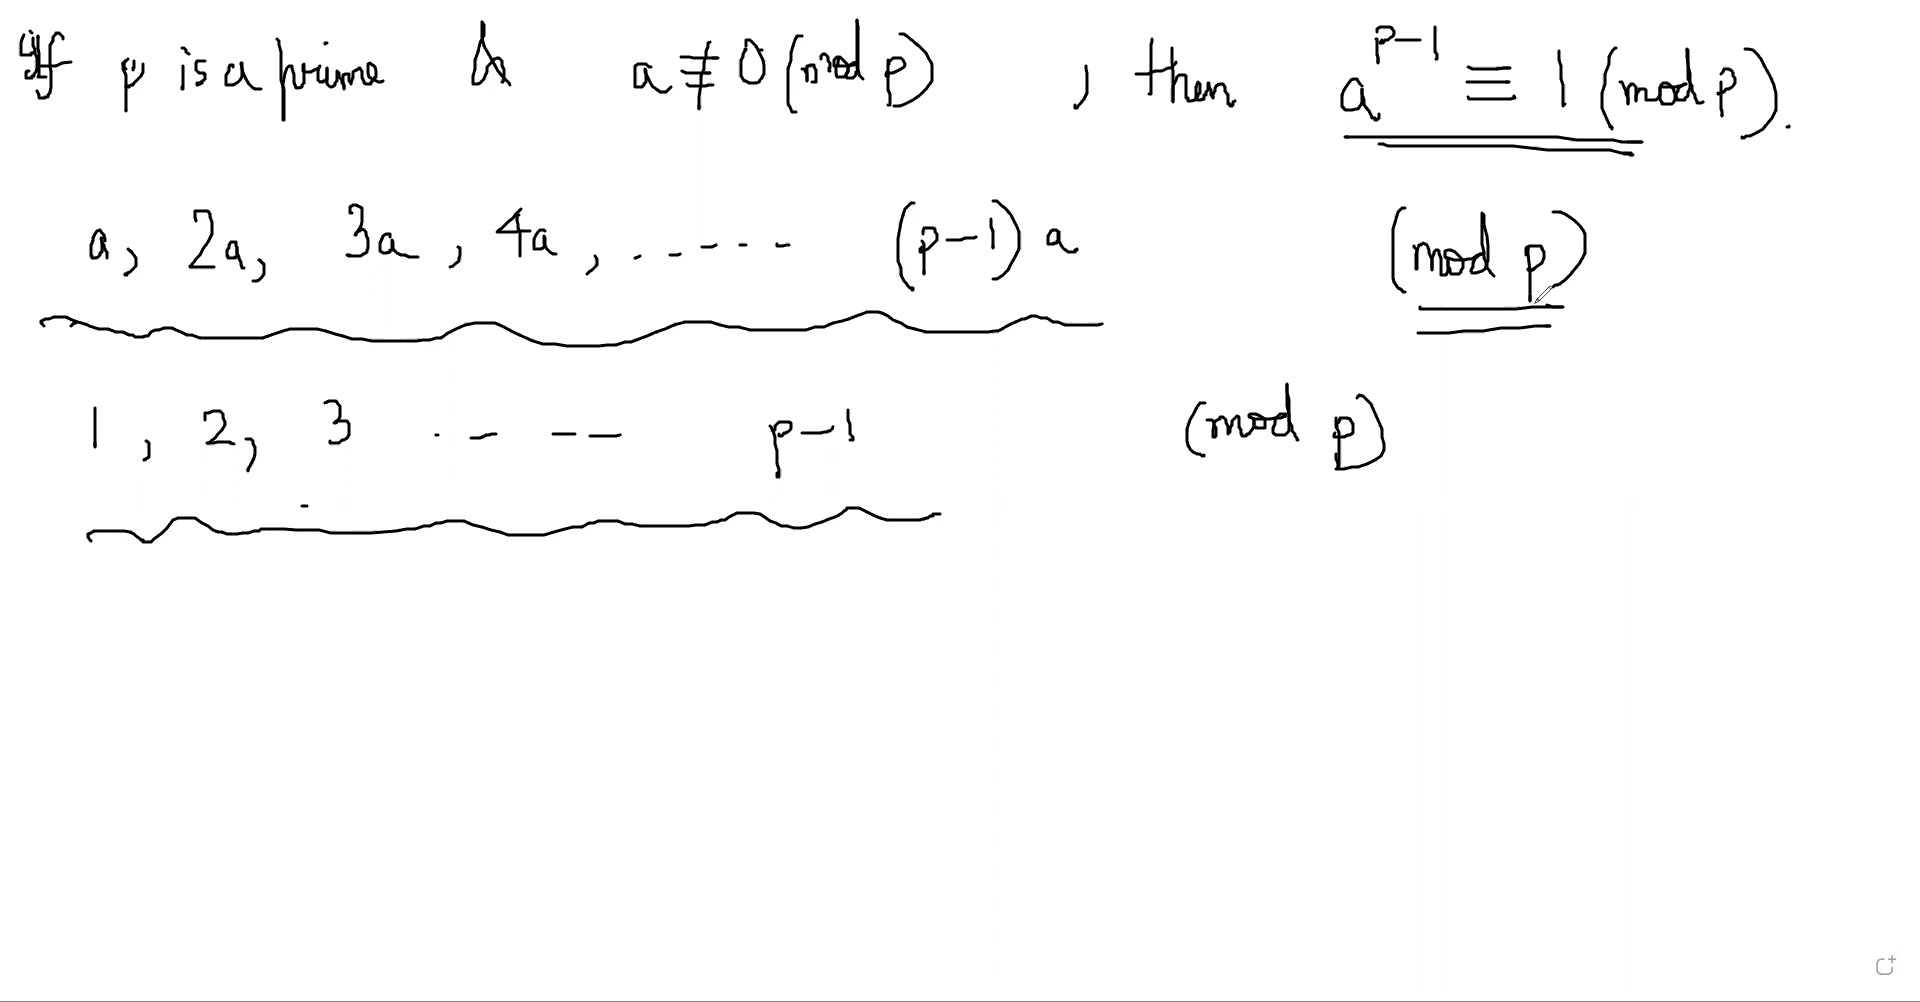 If p is a prime & a ≢ 0 (mod p), then a^{p-1} ≡ 1 (mod p).
a, 2a, 3a, 4a, ....... (p-1) a (mod p)
1, 2, 3 ------ p-1 (mod p)